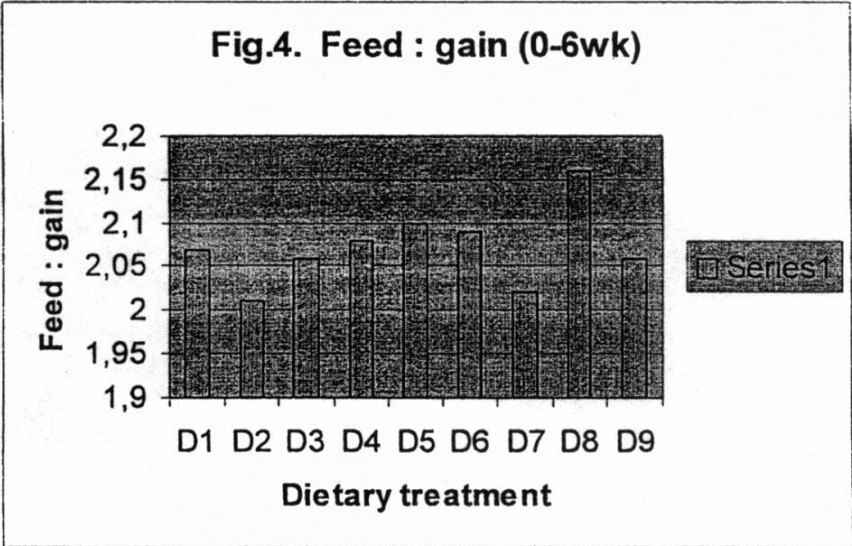 Fig.4. Feed : gain (0-6wk)
Feed : gain
2,2
2,15
2,1
2,05
2
1,95
1,9
D1 D2 D3 D4 D5 D6 D7 D8 D9
Dietary treatment
Series1